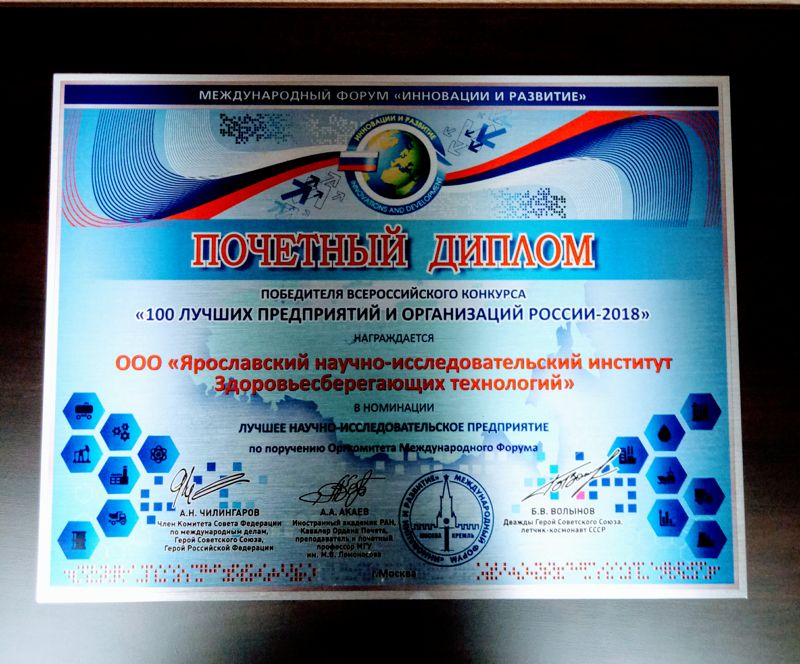 МЕЖДУНАРОДНЫЙ ФОРУМ «ИННОВАЦИИ И РАЗВИТИЕ»
ИННОВАЦИИ И РАЗВИТИЕ
INNOVATIONS AND DEVELOPMENT
ПОЧЕТНЫЙ ДИПЛОМ
ПОБЕДИТЕЛЯ ВСЕРОССИЙСКОГО КОНКУРСА
«100 ЛУЧШИХ ПРЕДПРИЯТИЙ И ОРГАНИЗАЦИЙ РОССИИ-2018»
НАГРАЖДАЕТСЯ
ООО «Ярославский научно-исследовательский институт
Здоровьесберегающих технологий»
В НОМИНАЦИИ
ЛУЧШЕЕ НАУЧНО-ИССЛЕДОВАТЕЛЬСКОЕ ПРЕДПРИЯТИЕ
по поручению Оргкомитета Международного Форума
А.Н. ЧИЛИНГАРОВ
Член Комитета Совета Федерации
по международным делам,
Герой Советского Союза,
Герой Российской Федерации
А.А. АКАЕВ
Иностранный академик РАН,
Кавалер Ордена Почета,
преподаватель и почетный
профессор МГУ
им. М.В. Ломоносова
МЕЖДУНАРОДНЫЙ ФОРУМ «ИННОВАЦИИ И РАЗВИТИЕ»
МОСКВА КРЕМЛЬ
Б.В. ВОЛЫНОВ
Дважды Герой Советского Союза,
летчик-космонавт СССР
г.Москва